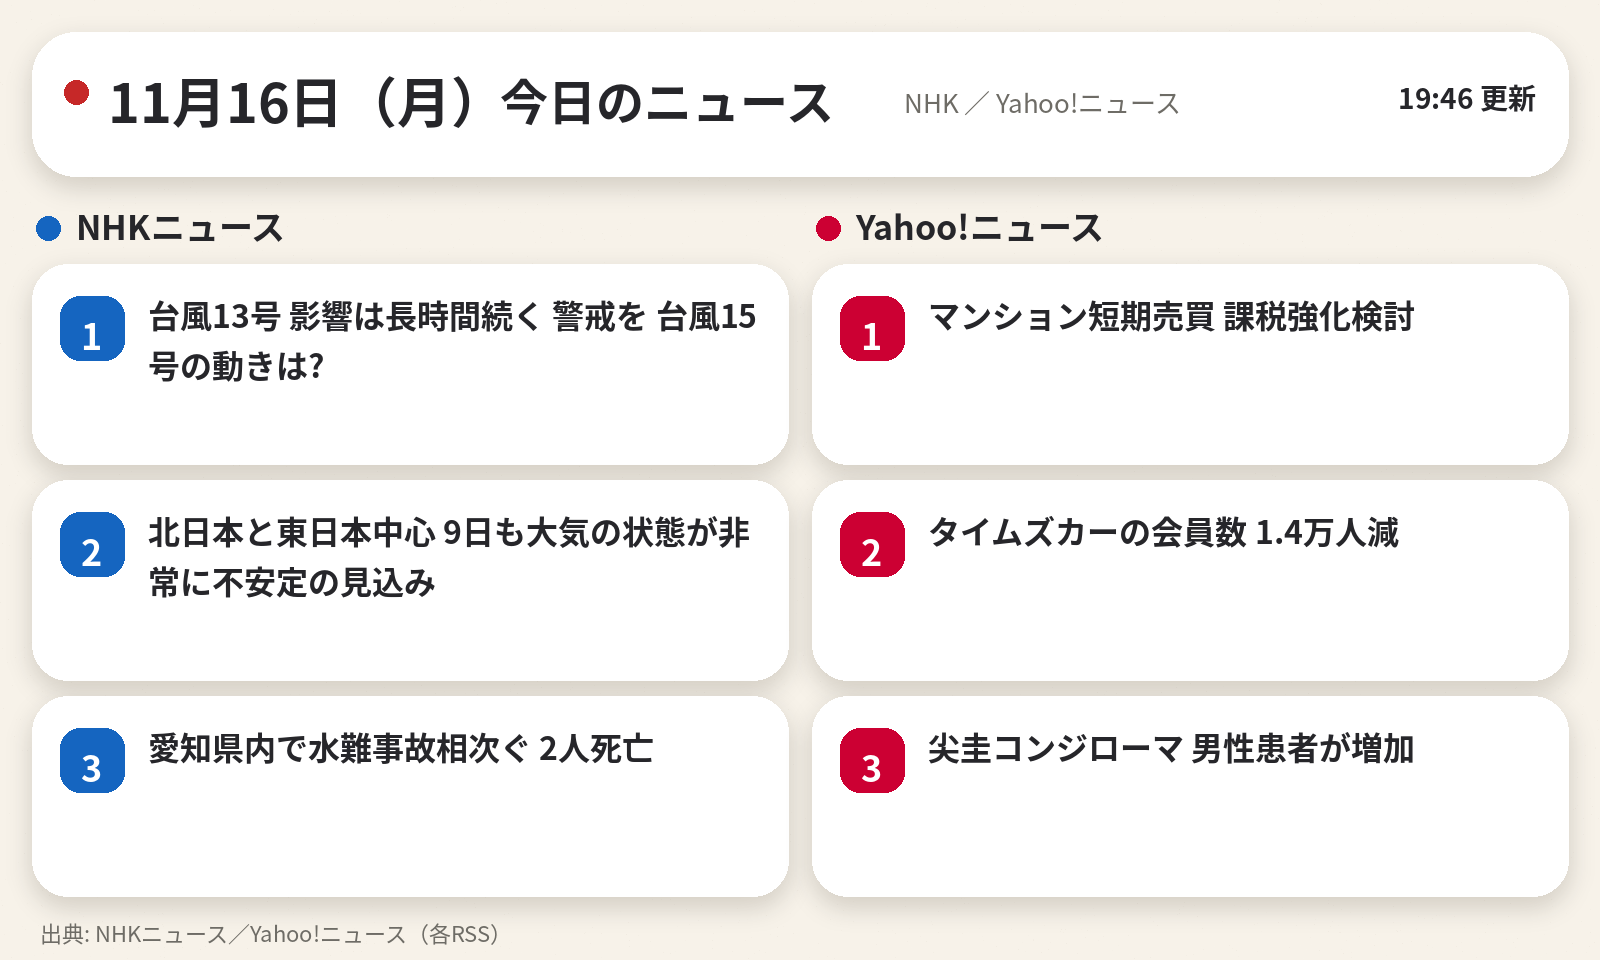 11月16日（月）今日のニュース
NHK ／ Yahoo!ニュース
19:46 更新
NHKニュース
1
台風13号 影響は長時間続く 警戒を 台風15
号の動きは?
2
北日本と東日本中心 9日も大気の状態が非
常に不安定の見込み
3
愛知県内で水難事故相次ぐ 2人死亡
Yahoo!ニュース
1
マンション短期売買 課税強化検討
2
タイムズカーの会員数 1.4万人減
3
尖圭コンジローマ 男性患者が増加
出典: NHKニュース／Yahoo!ニュース（各RSS）